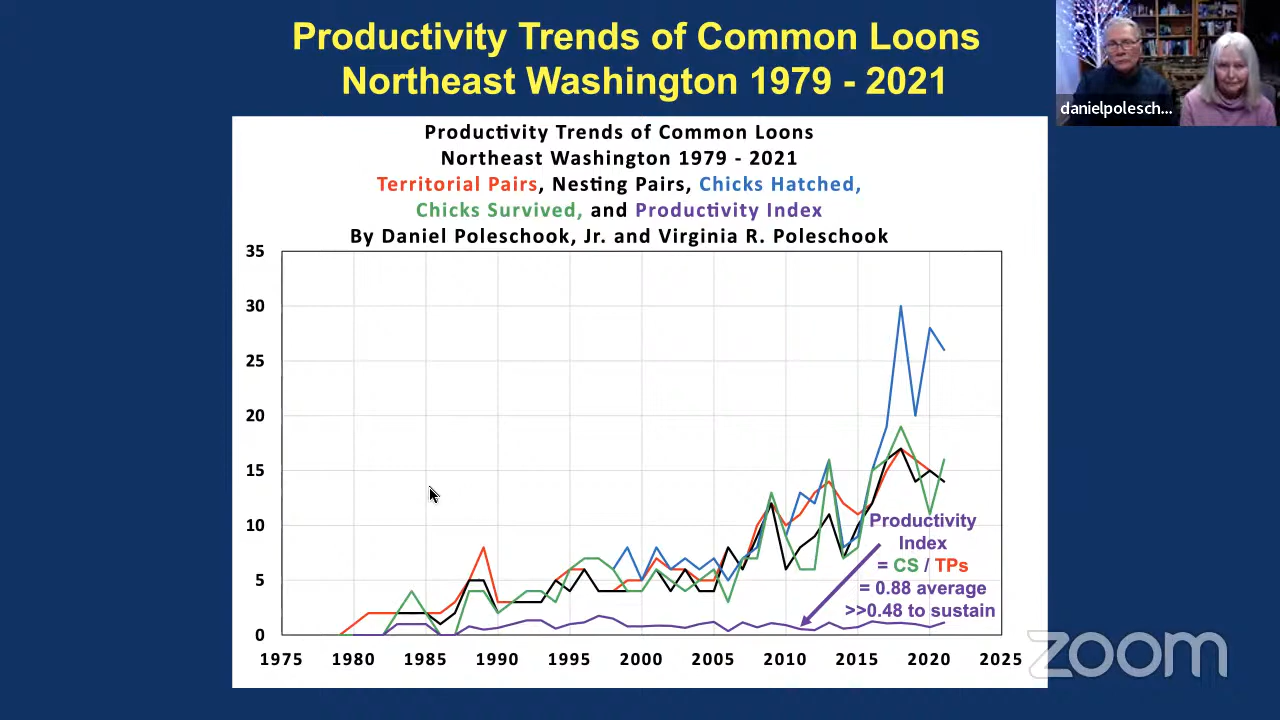 Productivity Trends of Common Loons
Northeast Washington 1979 - 2021
danielpolesch...
Productivity Trends of Common Loons
Northeast Washington 1979 - 2021
Territorial Pairs, Nesting Pairs, Chicks Hatched,
Chicks Survived, and Productivity Index
By Daniel Poleschook, Jr. and Virginia R. Poleschook
35
30
25
20
15
10
5
0
Productivity
Index
= CS / TPs
= 0.88 average
>>0.48 to sustain
1975 1980 1985 1990 1995 2000 2005 2010 2015 2020 2025
zoom